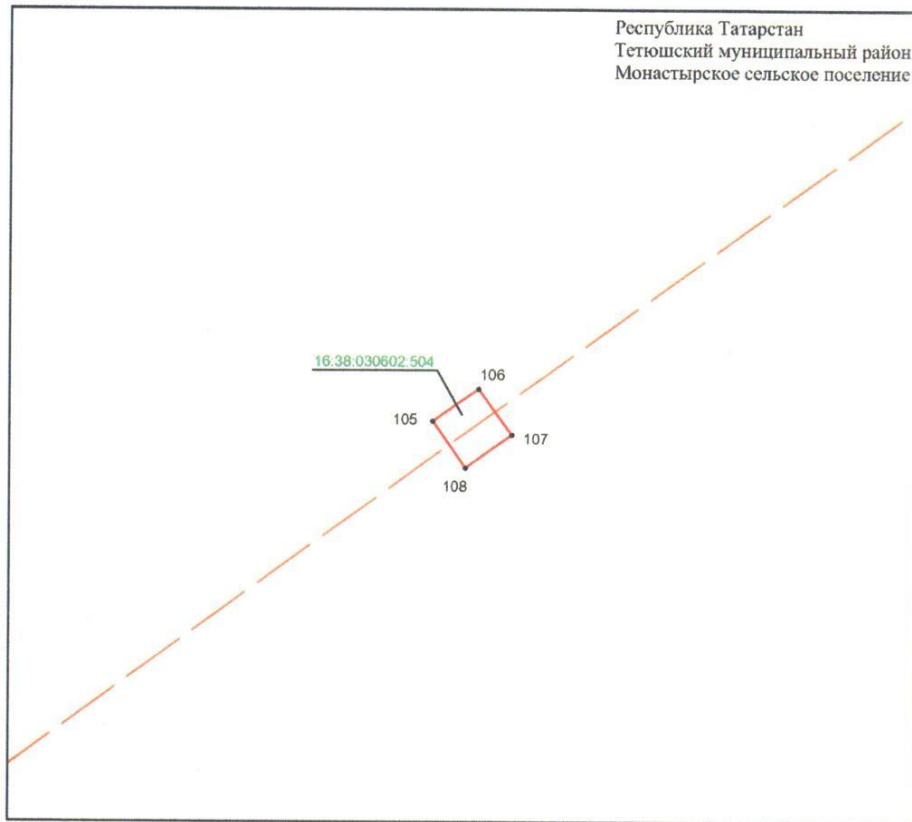 Республика Татарстан
Тетюшский муниципальный район
Монастырское сельское поселение
16:38:030602:504
106
105
107
108